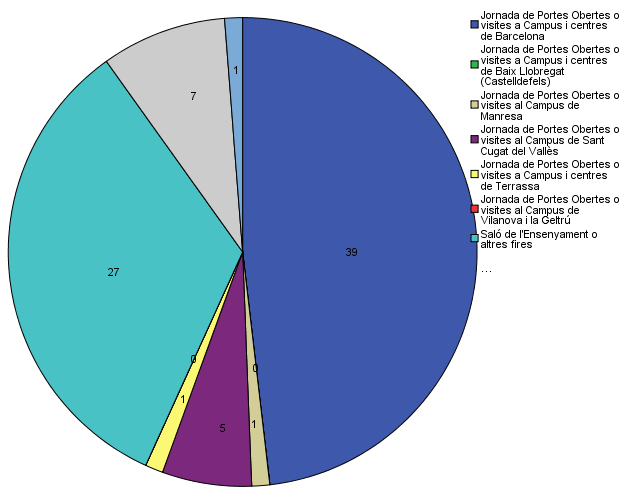 Jornada de Portes Obertes o
visites a Campus i centres
de Barcelona
Jornada de Portes Obertes o
visites a Campus i centres
de Baix Llobregat
(Castelldefels)
Jornada de Portes Obertes o
visites al Campus de
Manresa
Jornada de Portes Obertes o
visites al Campus de Sant
Cugat del Vallès
Jornada de Portes Obertes o
visites a Campus i centres
de Terrassa
Jornada de Portes Obertes o
visites al Campus de
Vilanova i la Geltrú
Saló de l'Ensenyament o
altres fires
...
1
7
39
27
0
0
1
1
5